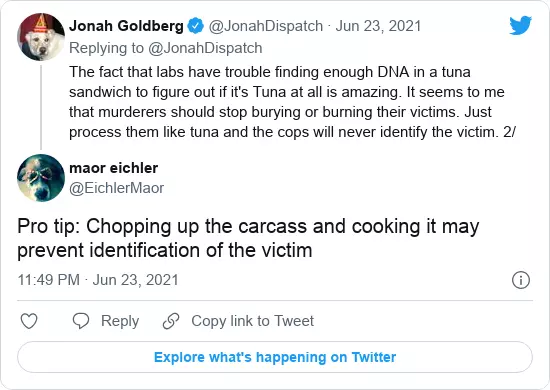 Jonah Goldberg @JonahDispatch · Jun 23, 2021
Replying to @JonahDispatch
The fact that labs have trouble finding enough DNA in a tuna
sandwich to figure out if it's Tuna at all is amazing. It seems to me
that murderers should stop burying or burning their victims. Just
process them like tuna and the cops will never identify the victim. 2/
maor eichler
@EichlerMaor
Pro tip: Chopping up the carcass and cooking it may
prevent identification of the victim
11:49 PM · Jun 23, 2021
Reply
Copy link to Tweet
Explore what's happening on Twitter